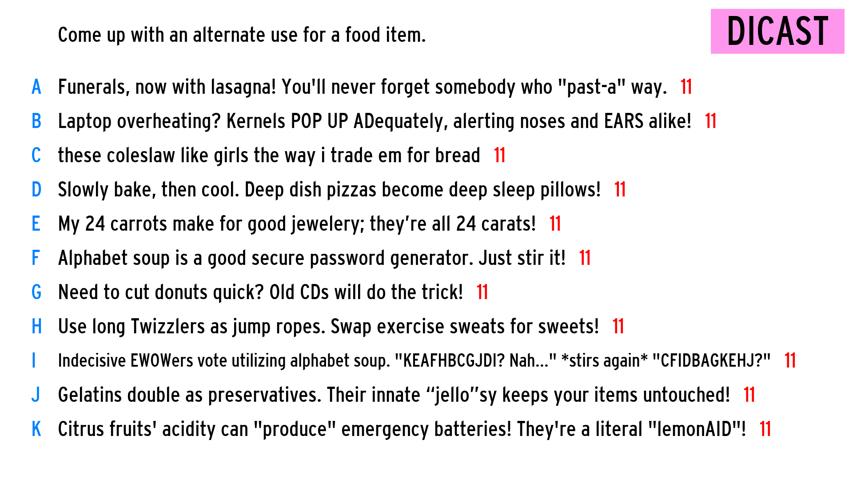 Come up with an alternate use for a food item.
DICAST
A Funerals, now with lasagna! You'll never forget somebody who "past-a" way. 11
B Laptop overheating? Kernels POP UP ADequately, alerting noses and EARS alike! 11
C these coleslaw like girls the way i trade em for bread 11
D Slowly bake, then cool. Deep dish pizzas become deep sleep pillows! 11
E My 24 carrots make for good jewelery; they’re all 24 carats! 11
F Alphabet soup is a good secure password generator. Just stir it! 11
G Need to cut donuts quick? Old CDs will do the trick! 11
H Use long Twizzlers as jump ropes. Swap exercise sweats for sweets! 11
I Indecisive EWOWers vote utilizing alphabet soup. "KEAFHBCGJDI? Nah..." *stirs again* "CFIDBAGKEHJ?" 11
J Gelatins double as preservatives. Their innate “jello”sy keeps your items untouched! 11
K Citrus fruits' acidity can "produce" emergency batteries! They're a literal "lemonAID"! 11